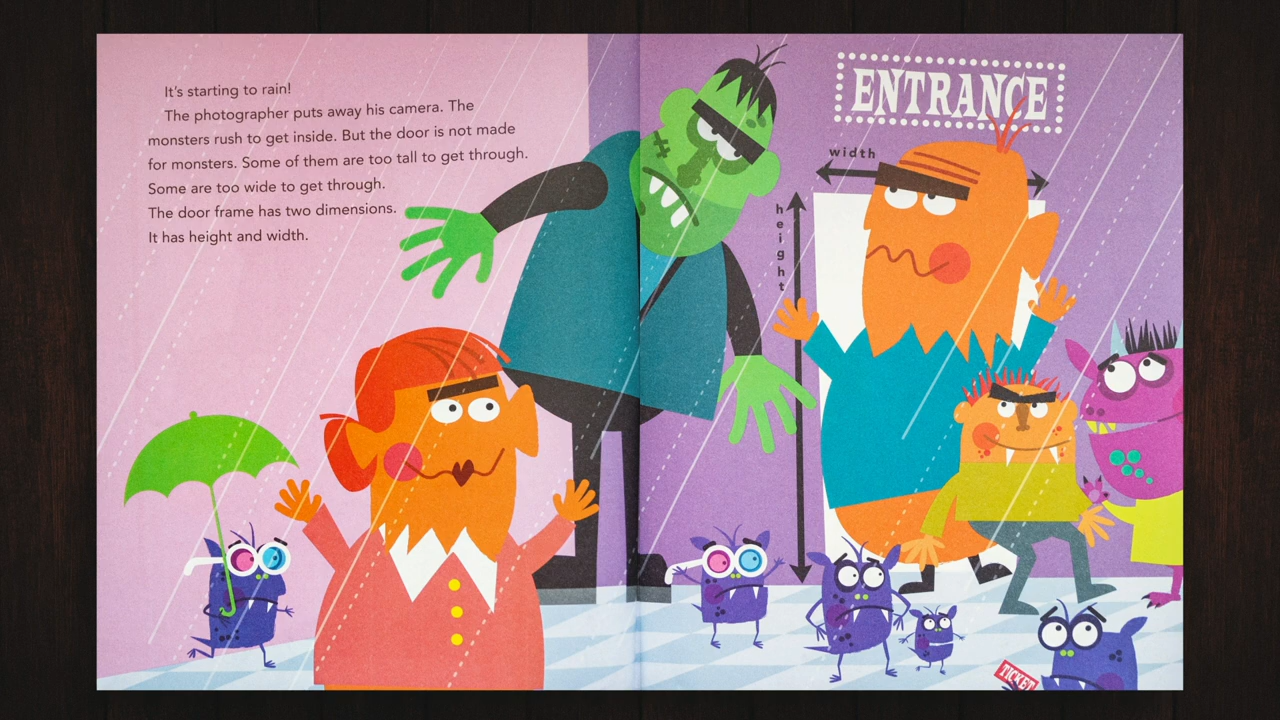 It's starting to rain!
The photographer puts away his camera. The
monsters rush to get inside. But the door is not made
for monsters. Some of them are too tall to get through.
Some are too wide to get through.
The door frame has two dimensions.
It has height and width.
ENTRANCE
width
height
TICKET